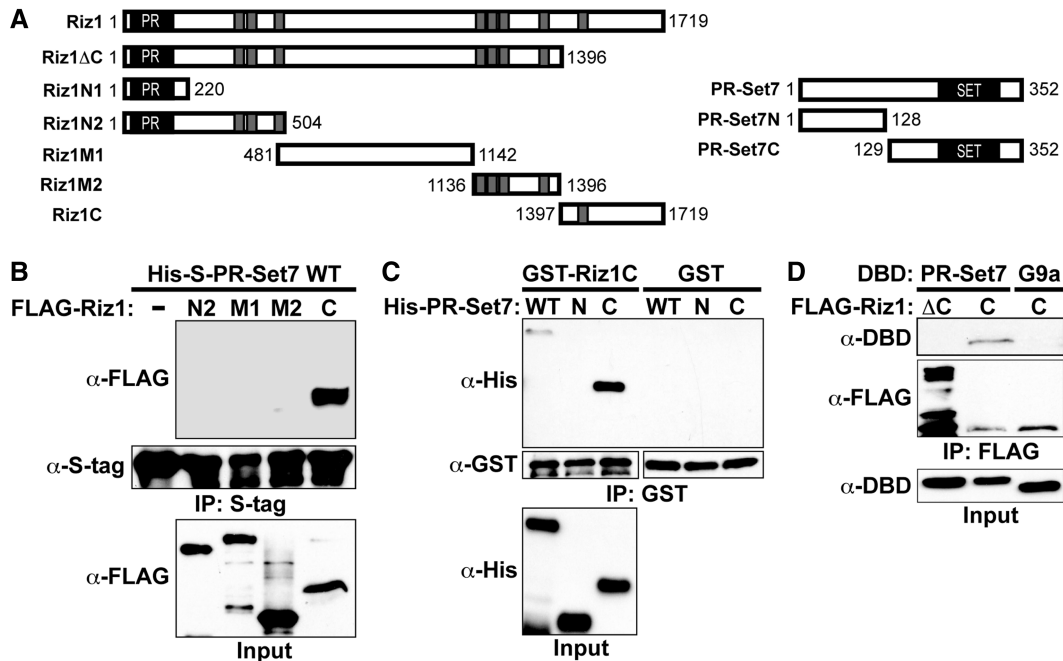 A
Riz1 1 PR 1719
Riz1ΔC 1 PR 1396
Riz1N1 1 PR 220
Riz1N2 1 PR 504
Riz1M1 481 1142
Riz1M2 1136 1396
Riz1C 1397 1719
PR-Set7 1 SET 352
PR-Set7N 1 128
PR-Set7C 129 SET 352
B
His-S-PR-Set7 WT
FLAG-Riz1: – N2 M1 M2 C
α-FLAG
α-S-tag
IP: S-tag
α-FLAG
Input
C
GST-Riz1C GST
His-PR-Set7: WT N C WT N C
α-His
α-GST
IP: GST
α-His
Input
D
DBD: PR-Set7 G9a
FLAG-Riz1: ΔC C C
α-DBD
α-FLAG
IP: FLAG
α-DBD
Input